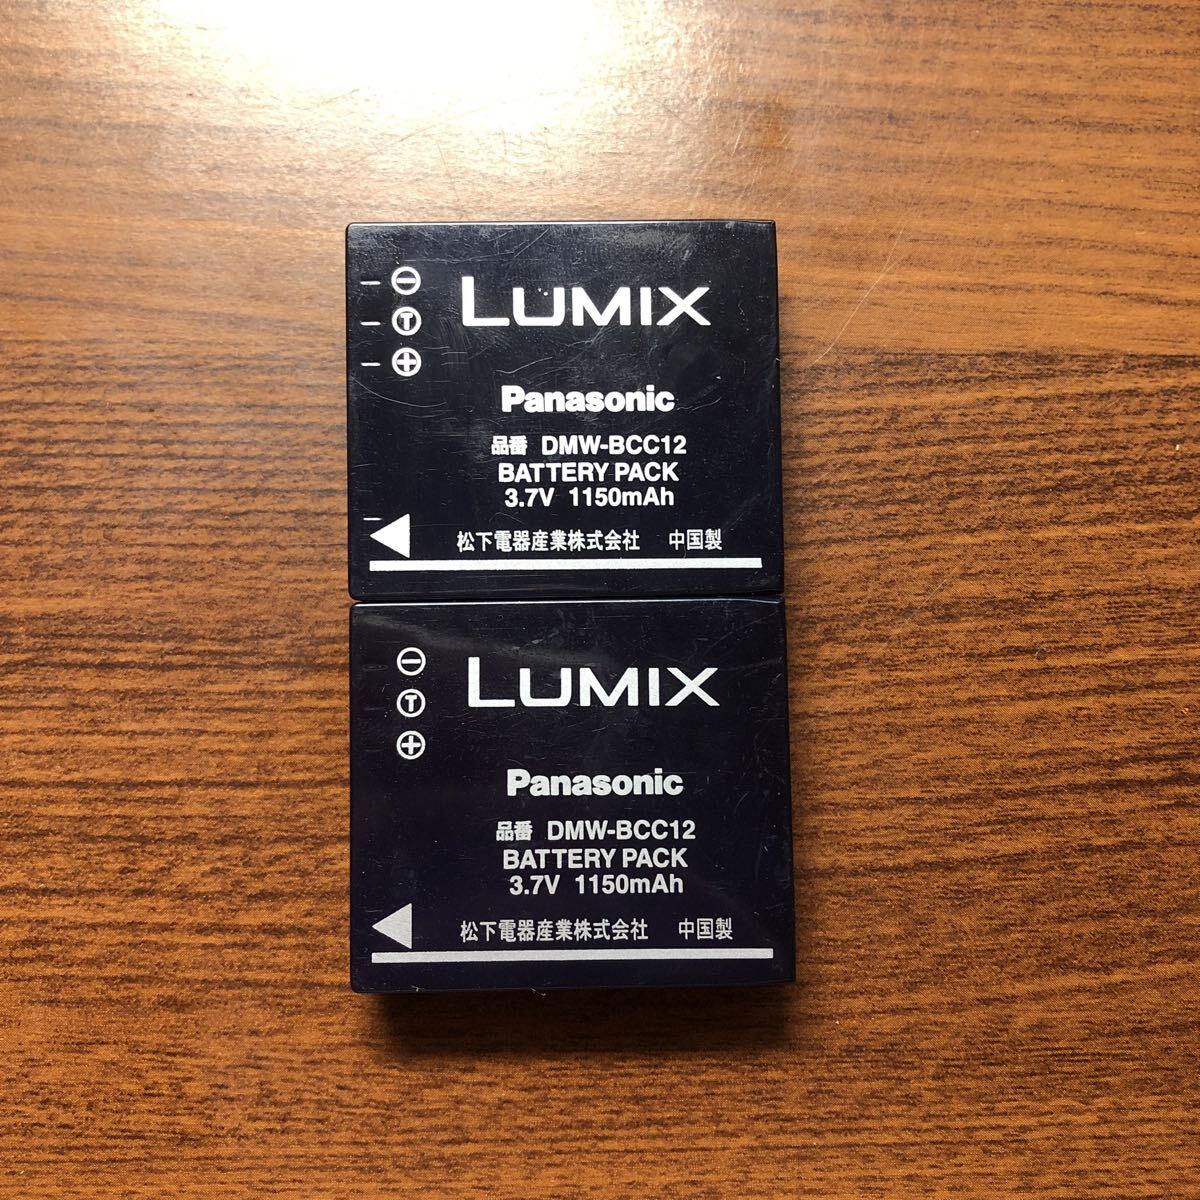 LUMIX
⊖
Ⓣ
⊕
Panasonic
品番 DMW-BCC12
BATTERY PACK
3.7V 1150mAh
松下電器産業株式会社 中国製
LUMIX
⊖
Ⓣ
⊕
Panasonic
品番 DMW-BCC12
BATTERY PACK
3.7V 1150mAh
松下電器産業株式会社 中国製